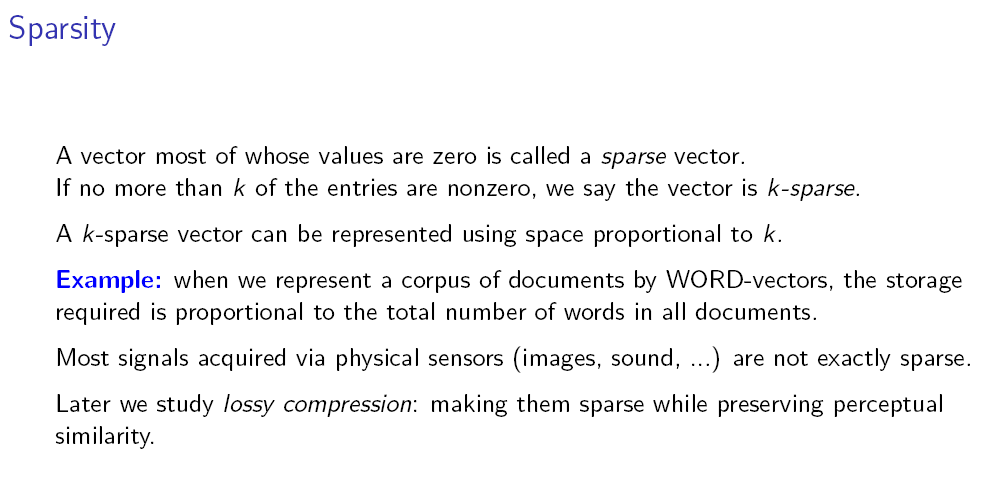 Sparsity
A vector most of whose values are zero is called a sparse vector.
If no more than k of the entries are nonzero, we say the vector is k-sparse.
A k-sparse vector can be represented using space proportional to k.
Example: when we represent a corpus of documents by WORD-vectors, the storage
required is proportional to the total number of words in all documents.
Most signals acquired via physical sensors (images, sound, ...) are not exactly sparse.
Later we study lossy compression: making them sparse while preserving perceptual
similarity.